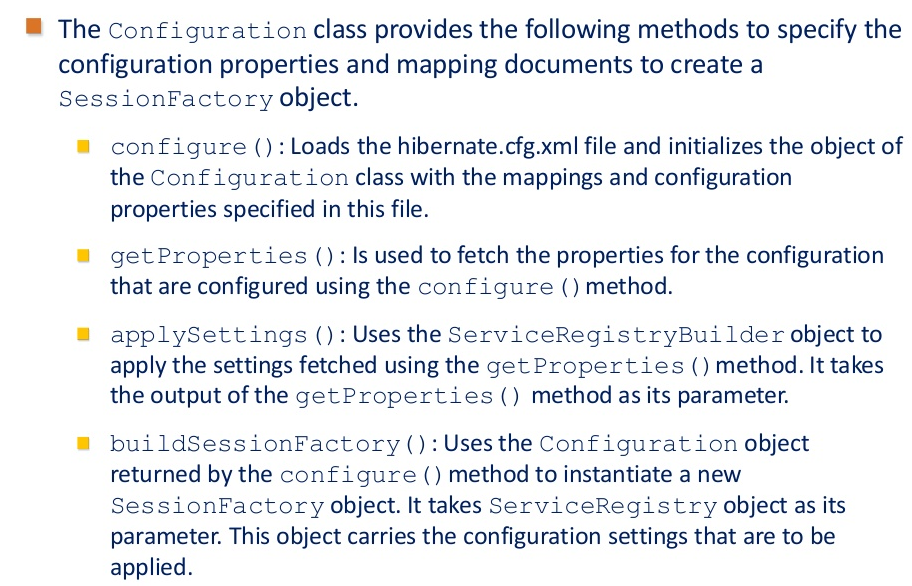 The Configuration class provides the following methods to specify the
configuration properties and mapping documents to create a
SessionFactory object.
configure(): Loads the hibernate.cfg.xml file and initializes the object of
the Configuration class with the mappings and configuration
properties specified in this file.
getProperties(): Is used to fetch the properties for the configuration
that are configured using the configure() method.
applySettings(): Uses the ServiceRegistryBuilder object to
apply the settings fetched using the getProperties() method. It takes
the output of the getProperties() method as its parameter.
buildSessionFactory(): Uses the Configuration object
returned by the configure() method to instantiate a new
SessionFactory object. It takes ServiceRegistry object as its
parameter. This object carries the configuration settings that are to be
applied.